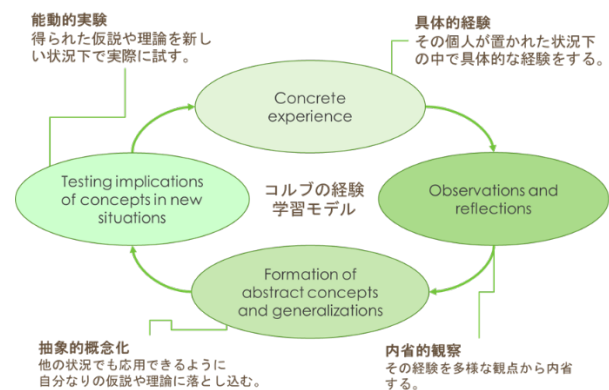 能動的実験
得られた仮説や理論を新し
い状況下で実際に試す。
具体的経験
その個人が置かれた状況下
の中で具体的な経験をする。
Concrete
experience
Testing implications
of concepts in new
situations
コルブの経験
学習モデル
Observations and
reflections
Formation of
abstract concepts
and generalizations
抽象的概念化
他の状況でも応用できるように
自分なりの仮説や理論に落とし込む。
内省的観察
その経験を多様な観点から内省
する。